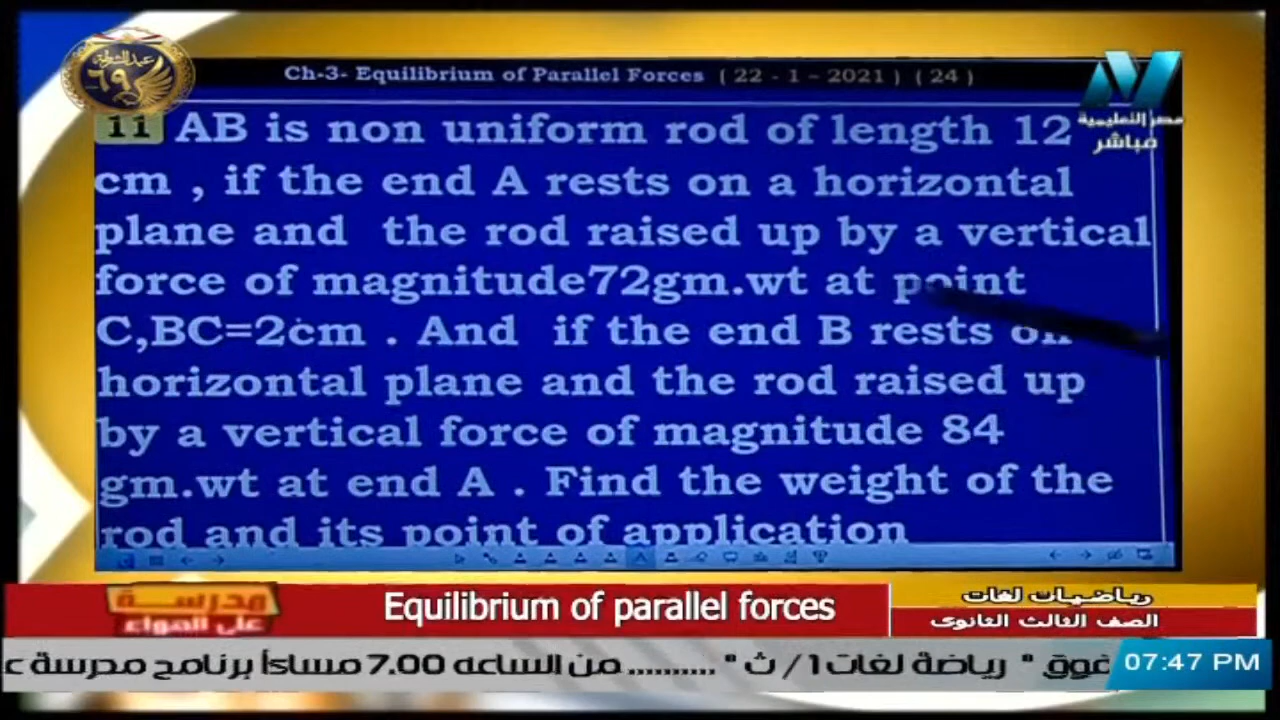 عيد الشرطة
٦٩
Ch-3- Equilibrium of Parallel Forces ( 22 - 1 - 2021 ) ( 24 )
مصر التعليمية
مباشر
11 AB is non uniform rod of length 12
cm , if the end A rests on a horizontal
plane and the rod raised up by a vertical
force of magnitude72gm.wt at point
C,BC=2cm . And if the end B rests on
horizontal plane and the rod raised up
by a vertical force of magnitude 84
gm.wt at end A . Find the weight of the
rod and its point of application
مدرسة
على الهواء
Equilibrium of parallel forces
رياضيات لغات
الصف الثالث الثانوى
فوق " رياضة لغات 1 / ث " .......... من الساعه 7.00 مساءاً برنامج مدرسة ع
07:47 PM